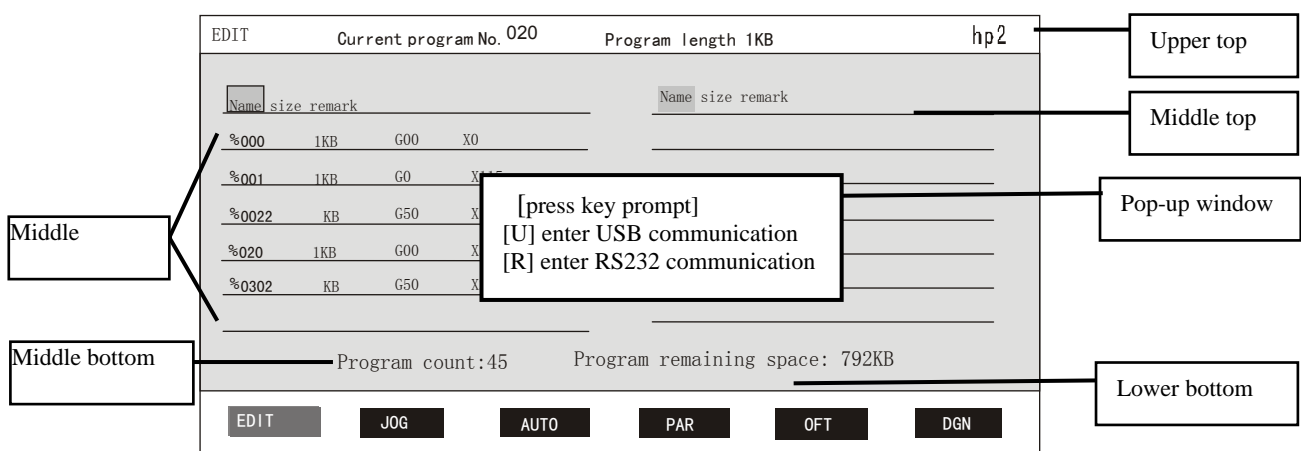 EDIT Current program No. 020 Program length 1KB hp2
Upper top
Name size remark Name size remark
Middle top
%000 1KB G00 X0
%001 1KB G0
%0022 KB G50 X
%020 1KB G00 X
%0302 KB G50 X
[press key prompt]
[U] enter USB communication
[R] enter RS232 communication
Pop-up window
Middle
Middle bottom
Program count:45 Program remaining space: 792KB
Lower bottom
EDIT JOG AUTO PAR OFT DGN